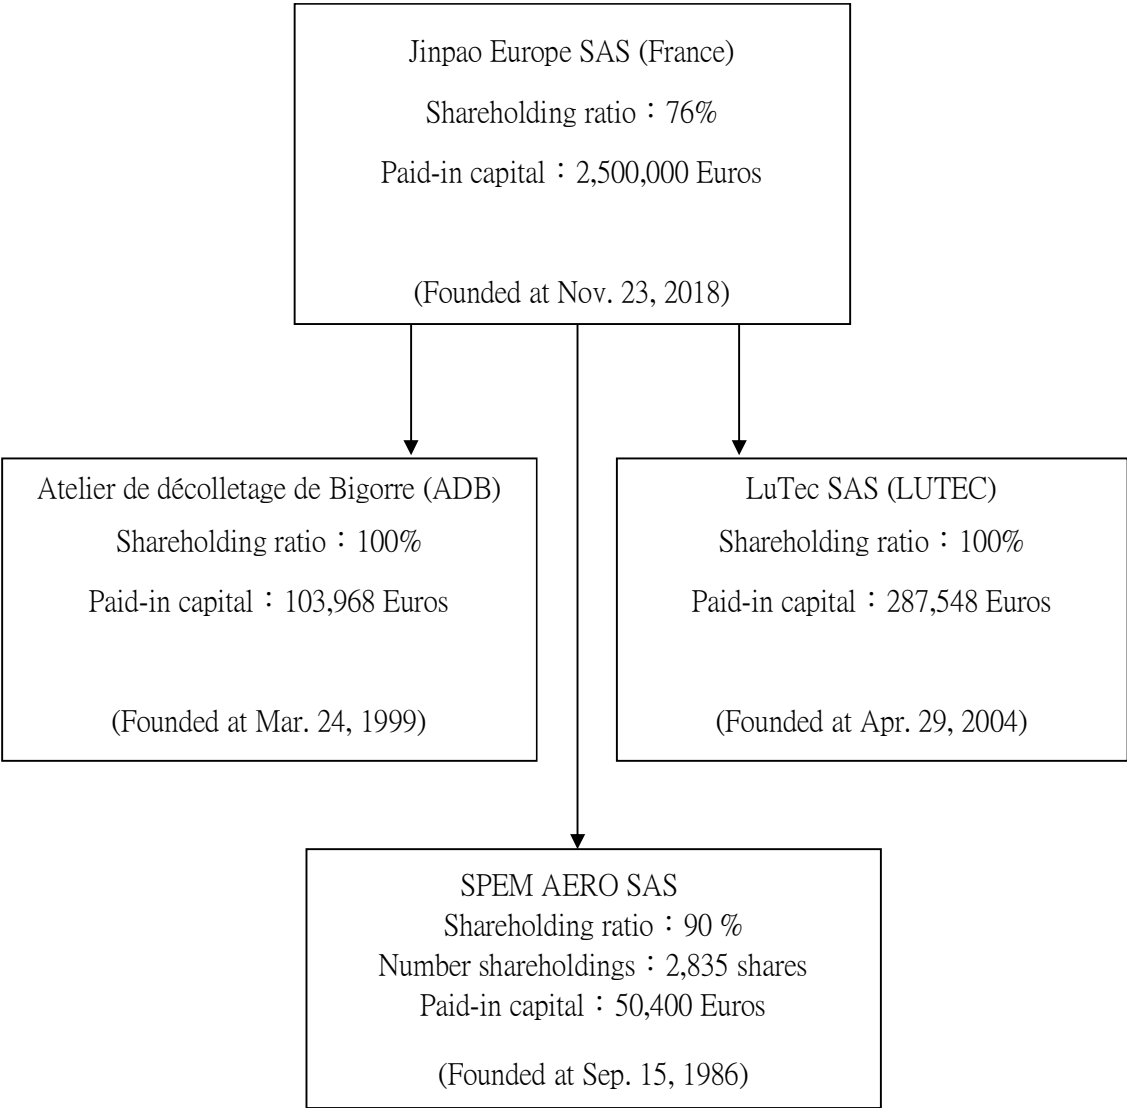 Jinpao Europe SAS (France)
Shareholding ratio：76%
Paid-in capital：2,500,000 Euros
(Founded at Nov. 23, 2018)
Atelier de décolletage de Bigorre (ADB)
Shareholding ratio：100%
Paid-in capital：103,968 Euros
(Founded at Mar. 24, 1999)
LuTec SAS (LUTEC)
Shareholding ratio：100%
Paid-in capital：287,548 Euros
(Founded at Apr. 29, 2004)
SPEM AERO SAS
Shareholding ratio：90 %
Number shareholdings：2,835 shares
Paid-in capital：50,400 Euros
(Founded at Sep. 15, 1986)